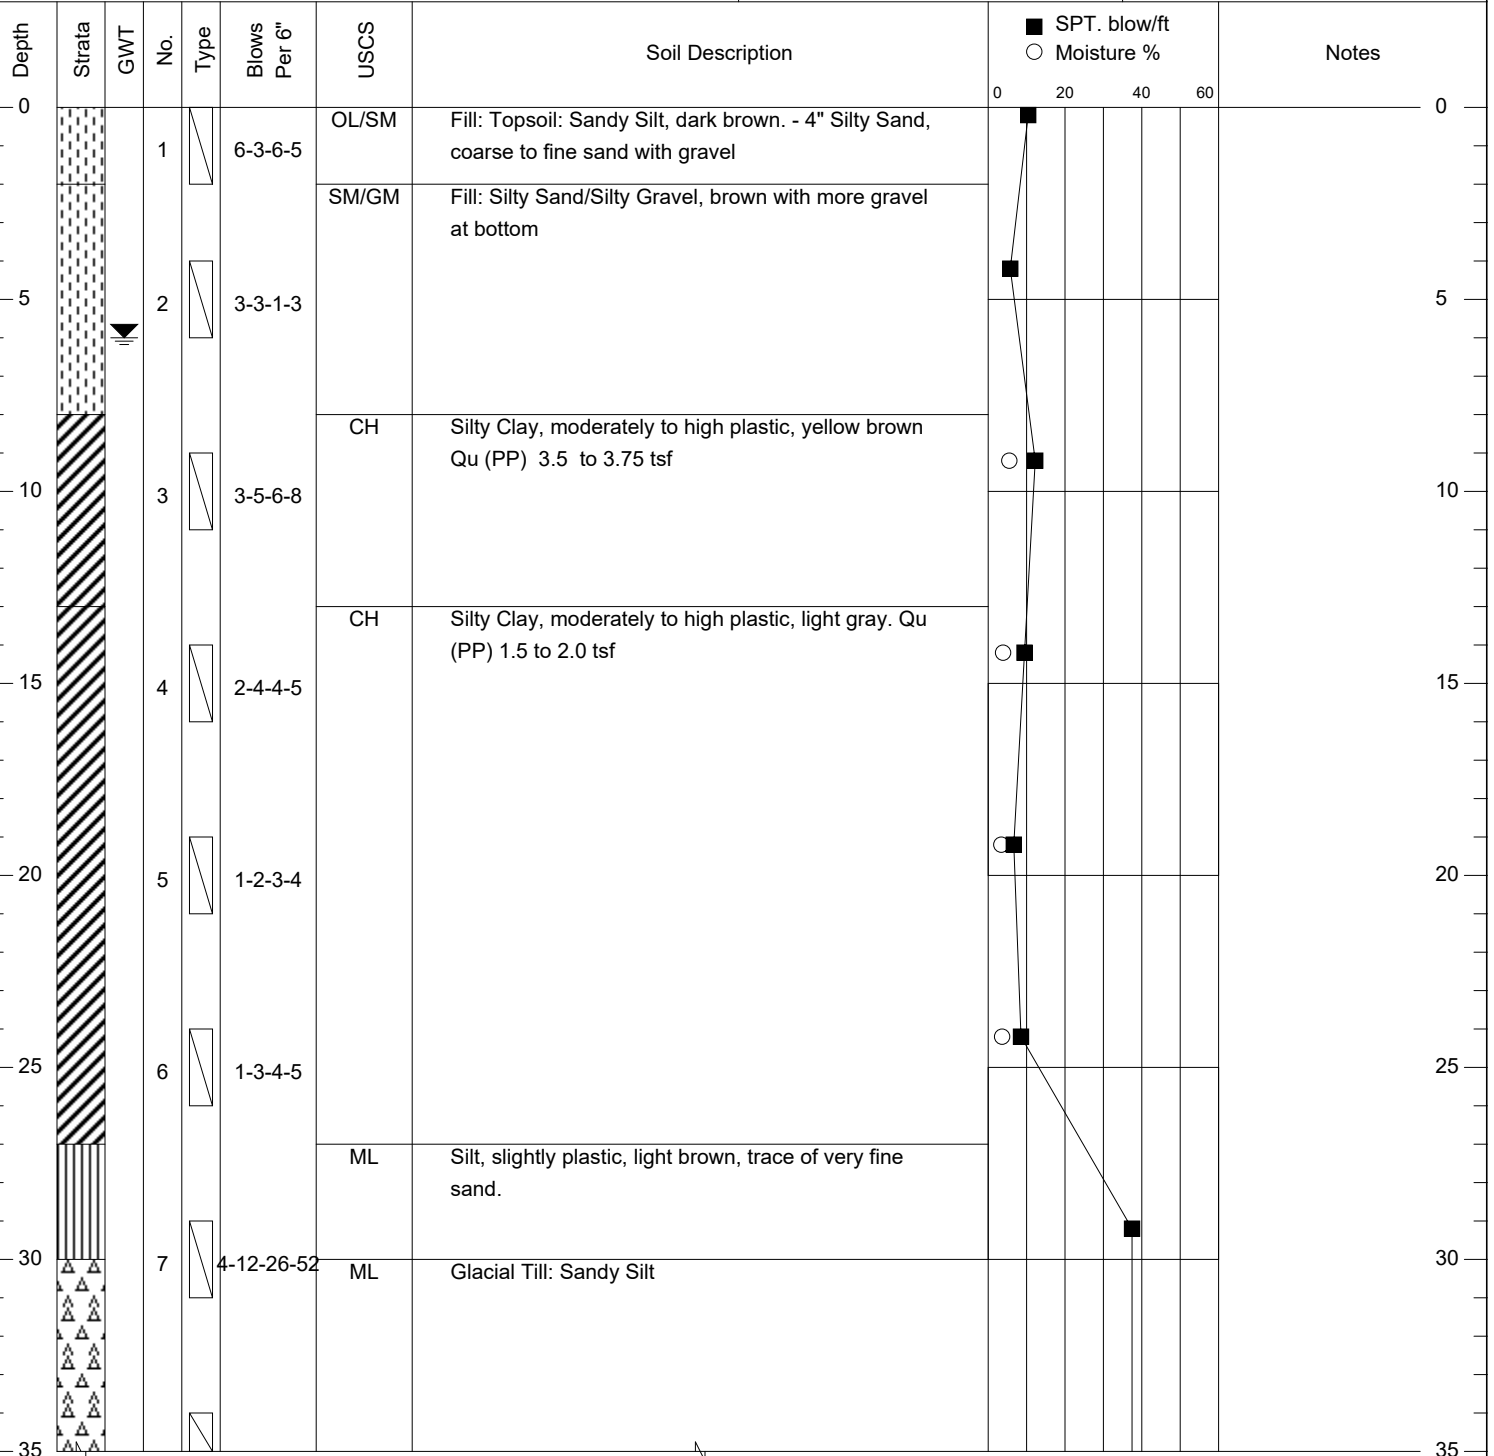 Depth
Strata
GWT
No.
Type
Blows
Per 6"
USCS
Soil Description
SPT. blow/ft
Moisture %
0 20 40 60
Notes
0 0
OL/SM Fill: Topsoil: Sandy Silt, dark brown. - 4" Silty Sand,
1 6-3-6-5 coarse to fine sand with gravel
SM/GM Fill: Silty Sand/Silty Gravel, brown with more gravel
at bottom
5 2 3-3-1-3 5
CH Silty Clay, moderately to high plastic, yellow brown
Qu (PP) 3.5 to 3.75 tsf
10 3 3-5-6-8 10
CH Silty Clay, moderately to high plastic, light gray. Qu
(PP) 1.5 to 2.0 tsf
15 4 2-4-4-5 15
20 5 1-2-3-4 20
25 6 1-3-4-5 25
ML Silt, slightly plastic, light brown, trace of very fine
sand.
30 7 4-12-26-52 30
ML Glacial Till: Sandy Silt
35 35